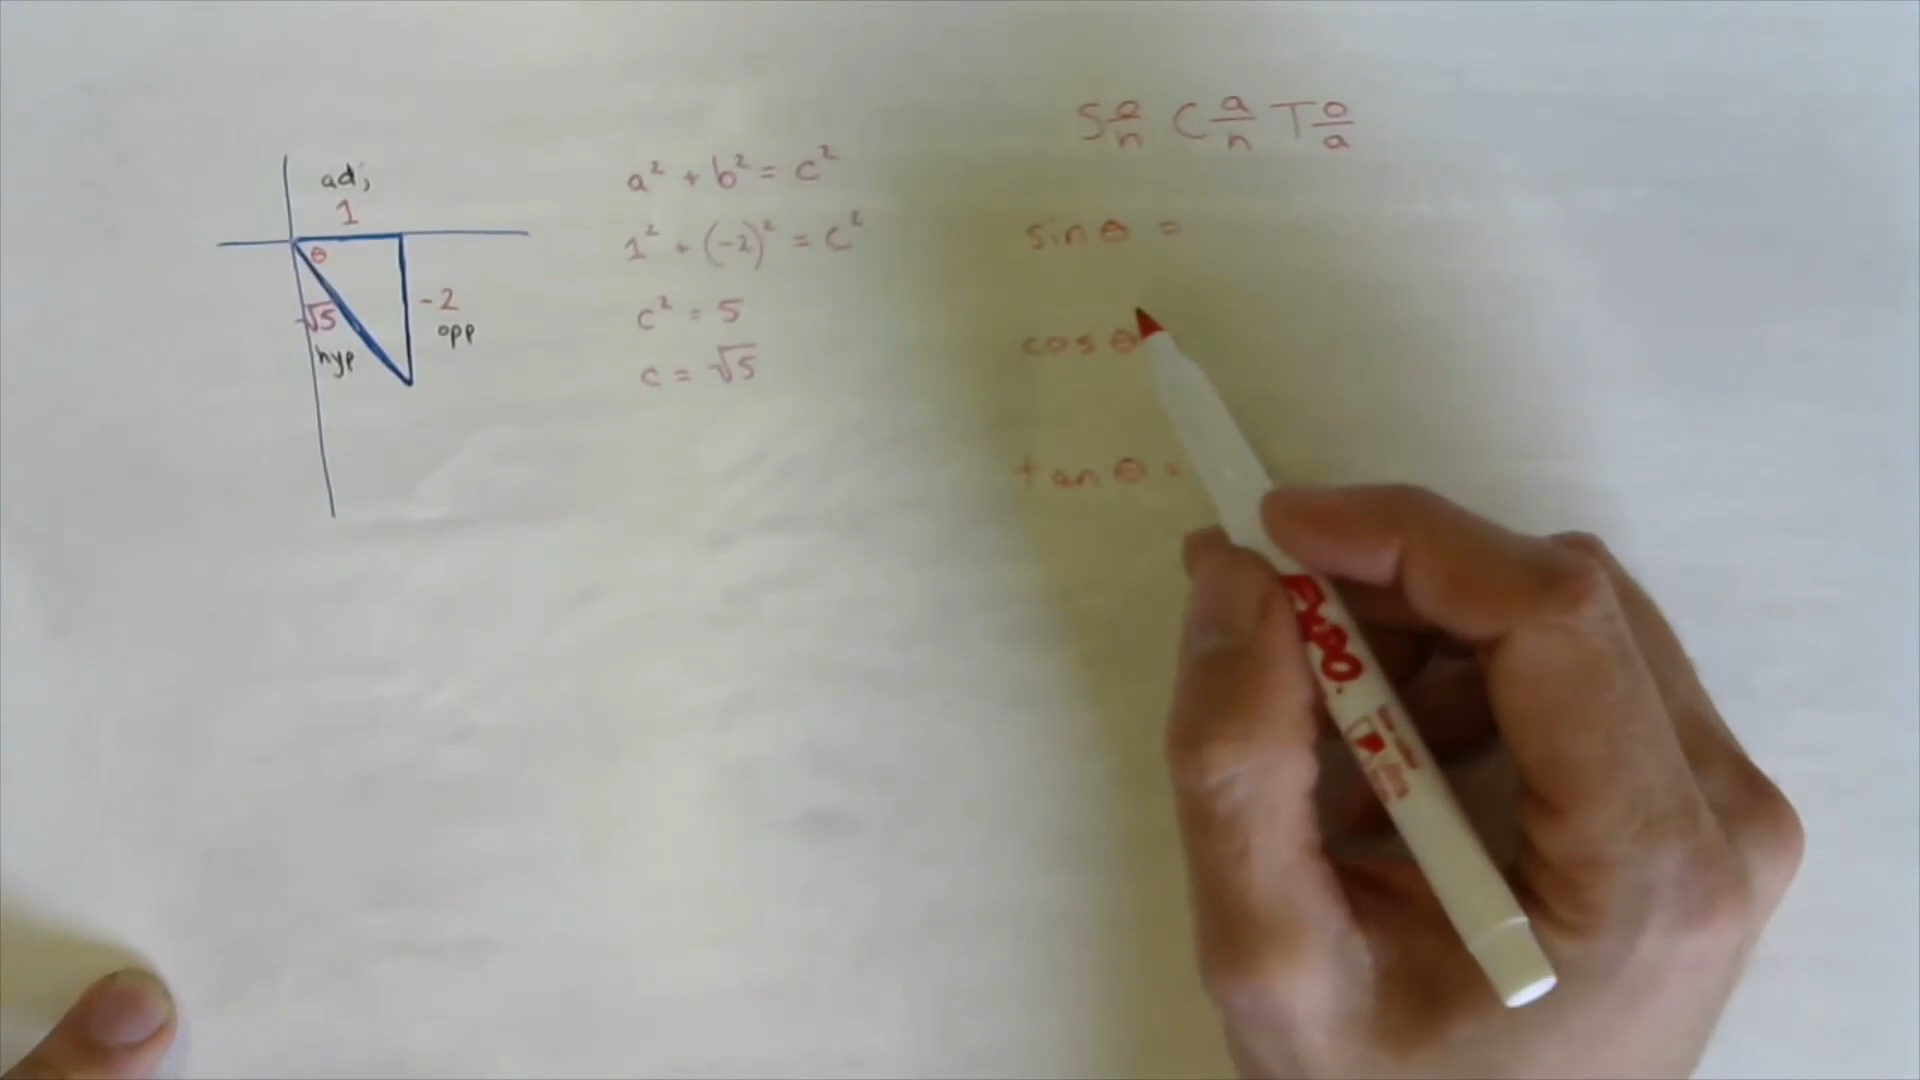 adj
1
θ
√5
hyp
-2
opp
a² + b² = c²
1² + (-2)² = c²
c² = 5
c = √5
S o/h C a/h T o/a
sin θ =
cos θ
tan θ =
EXPO